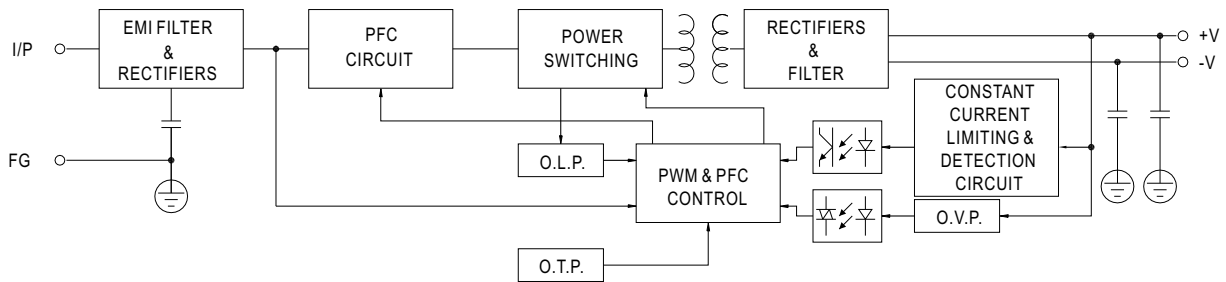 I/P
EMI FILTER
&
RECTIFIERS
PFC
CIRCUIT
POWER
SWITCHING
RECTIFIERS
&
FILTER
+V
-V
CONSTANT
CURRENT
LIMITING &
DETECTION
CIRCUIT
FG
O.L.P.
PWM & PFC
CONTROL
O.V.P.
O.T.P.